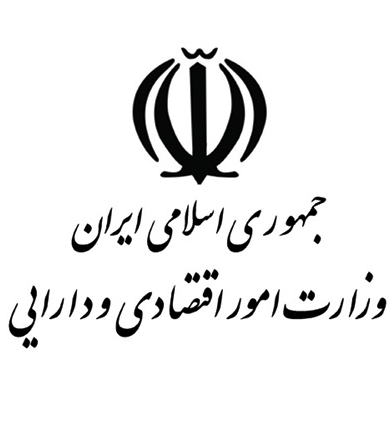 جمهوری اسلامی ایران
وزارت امور اقتصادی و دارایی